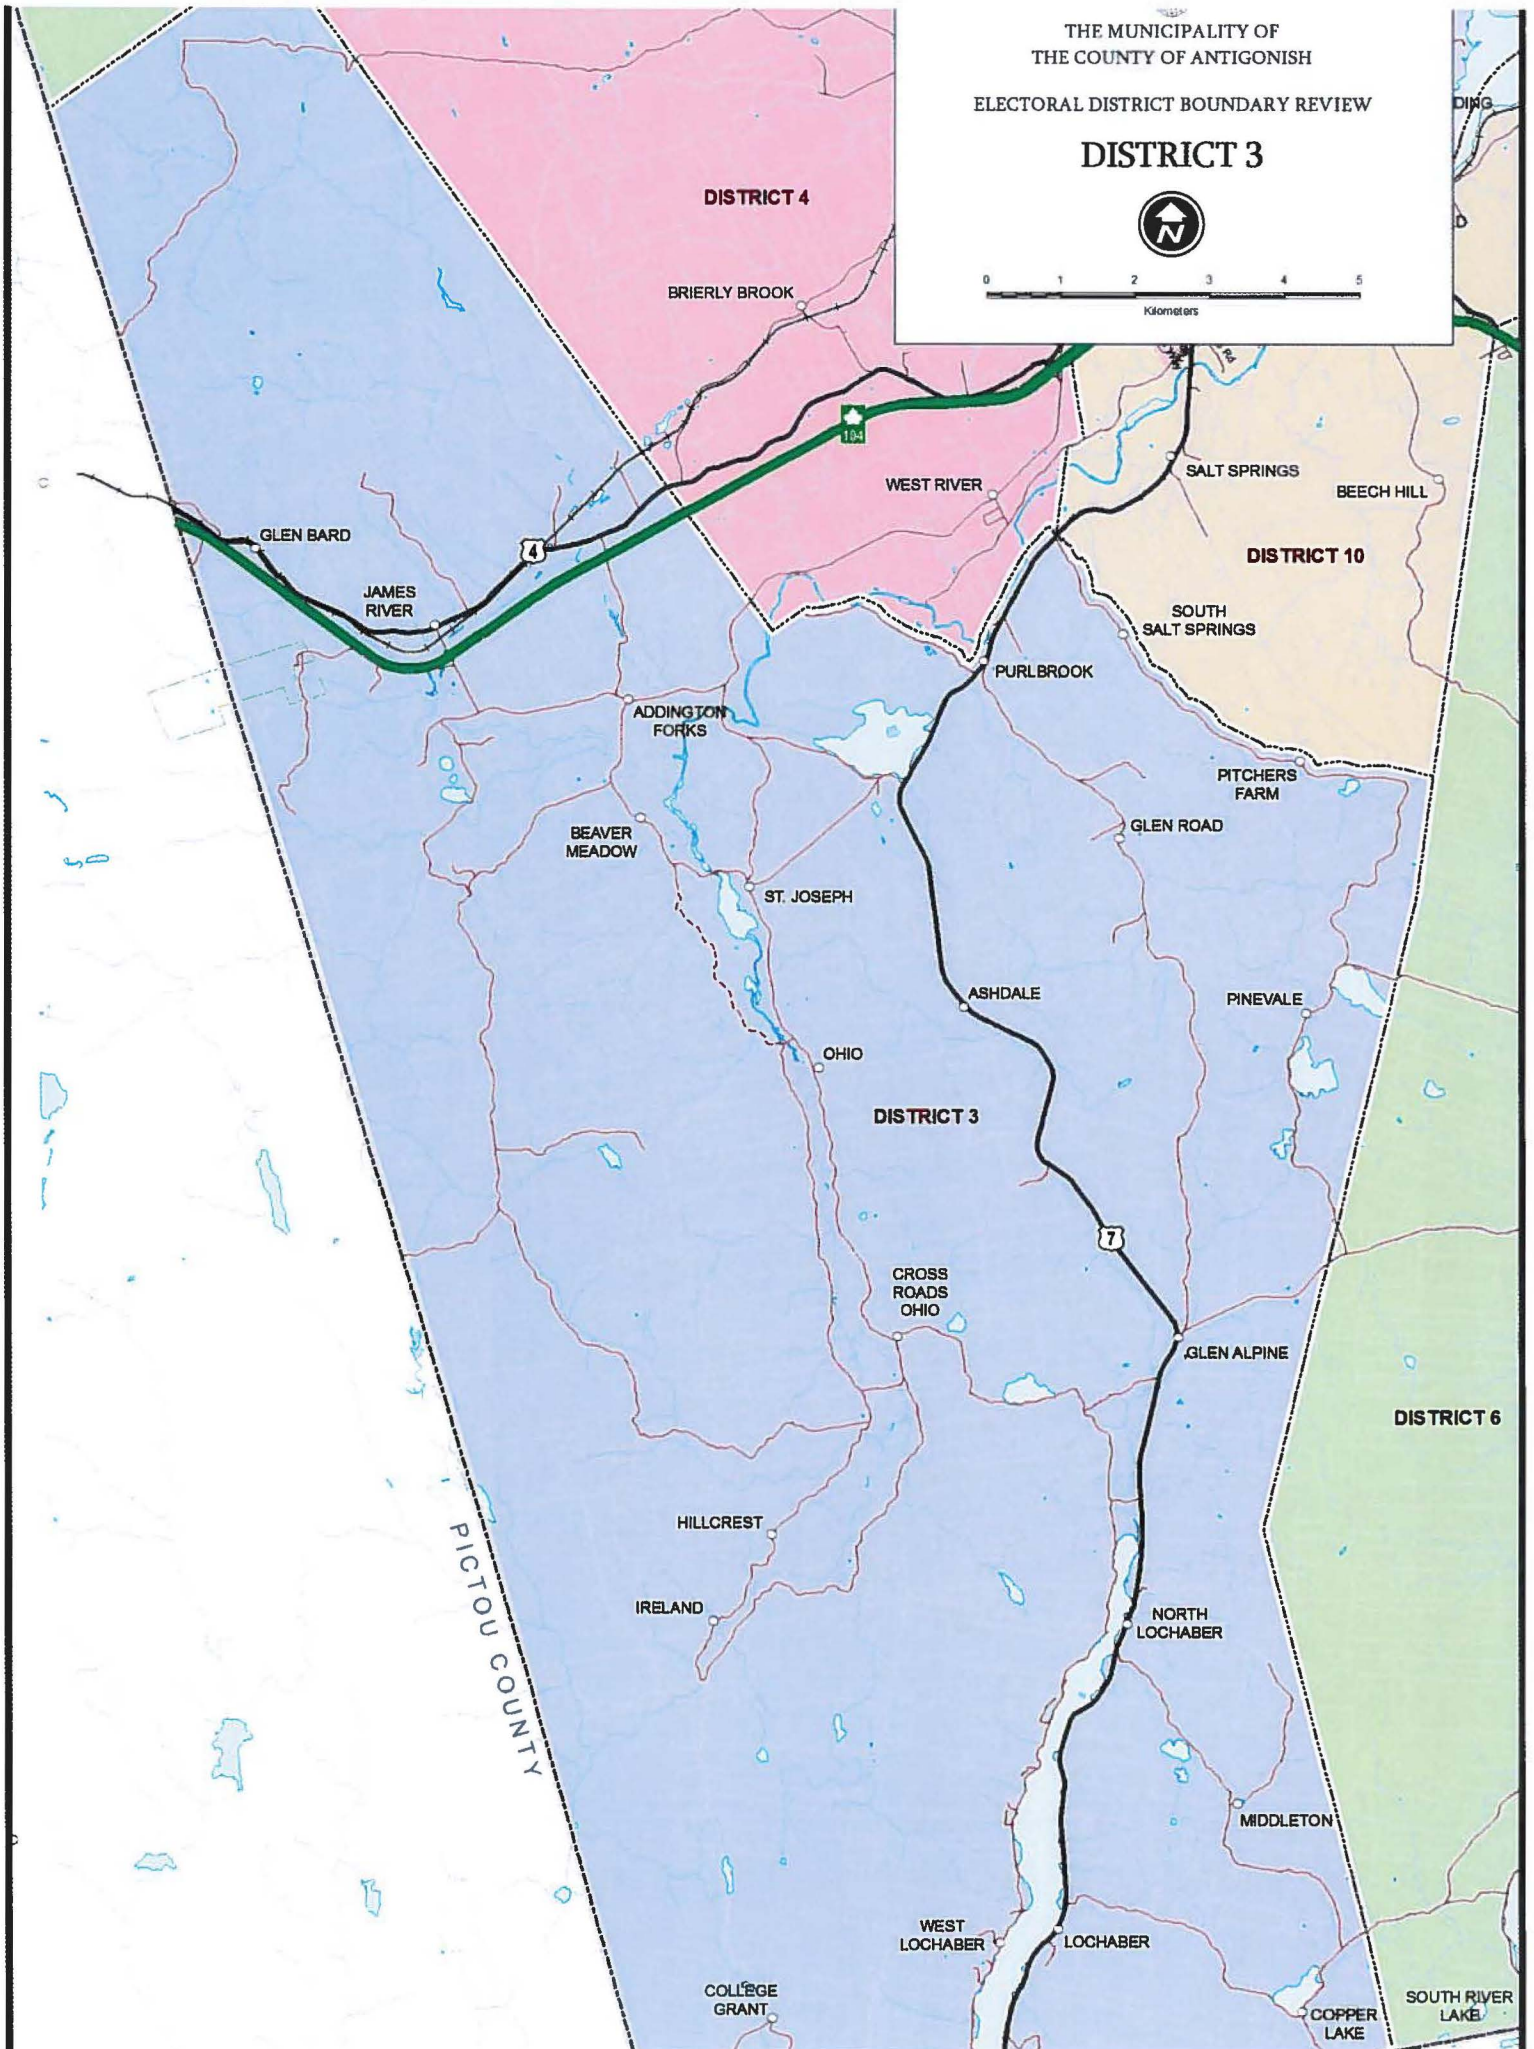 THE MUNICIPALITY OF
THE COUNTY OF ANTIGONISH
ELECTORAL DISTRICT BOUNDARY REVIEW
DISTRICT 3
N
0 1 2 3 4 5
Kilometers
DING
D
DISTRICT 4
BRIERLY BROOK
104
Rd
WEST RIVER
SALT SPRINGS
BEECH HILL
GLEN BARD
4
DISTRICT 10
JAMES
RIVER
SOUTH
SALT SPRINGS
PURLBROOK
ADDINGTON
FORKS
PITCHERS
FARM
BEAVER
MEADOW
GLEN ROAD
ST. JOSEPH
ASHDALE
PINEVALE
OHIO
DISTRICT 3
7
CROSS
ROADS
OHIO
GLEN ALPINE
DISTRICT 6
HILLCREST
PICTOU COUNTY
IRELAND
NORTH
LOCHABER
MIDDLETON
WEST
LOCHABER
LOCHABER
COLLEGE
GRANT
COPPER
LAKE
SOUTH RIVER
LAKE